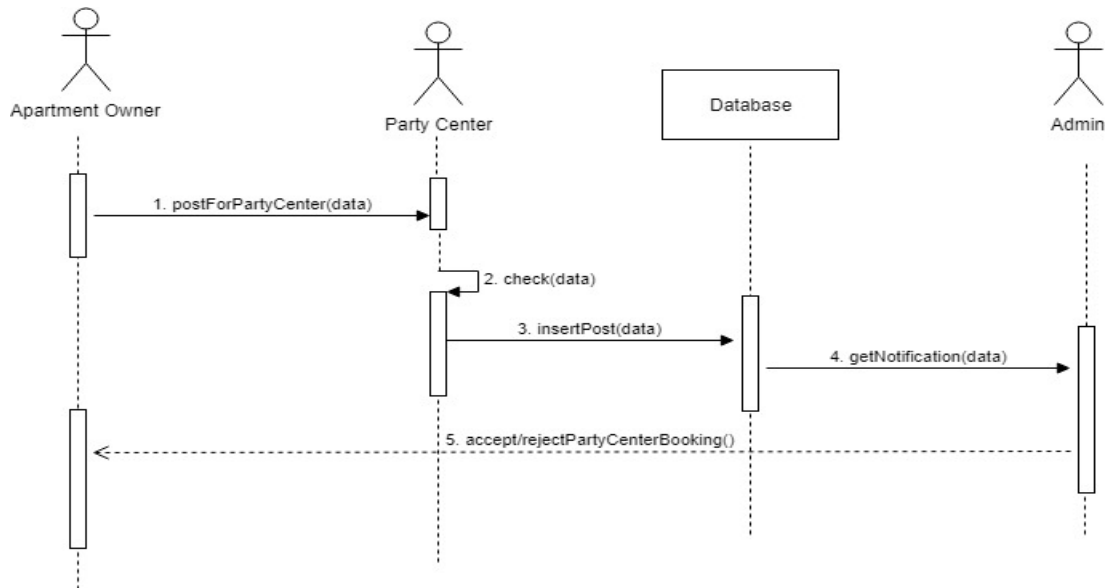 Apartment Owner
Party Center
Database
Admin
1. postForPartyCenter(data)
2. check(data)
3. insertPost(data)
4. getNotification(data)
5. accept/rejectPartyCenterBooking()